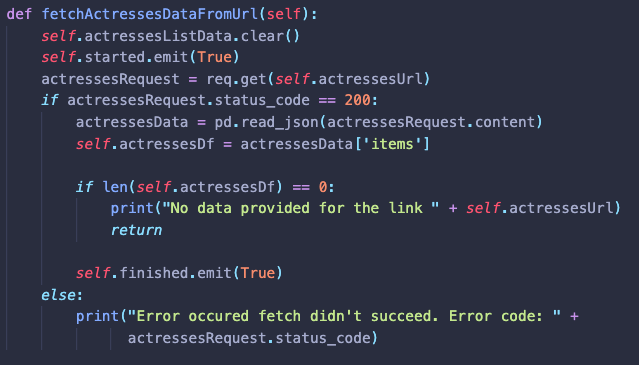 def fetchActressesDataFromUrl(self):
self.actressesListData.clear()
self.started.emit(True)
actressesRequest = req.get(self.actressesUrl)
if actressesRequest.status_code == 200:
actressesData = pd.read_json(actressesRequest.content)
self.actressesDf = actressesData['items']
if len(self.actressesDf) == 0:
print("No data provided for the link " + self.actressesUrl)
return
self.finished.emit(True)
else:
print("Error occured fetch didn't succeed. Error code: " +
actressesRequest.status_code)